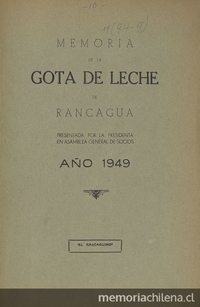 MEMORIA
DE LA
GOTA DE LECHE
DE
RANCAGUA
PRESENTADA POR LA PRESIDENTA
EN ASAMBLEA GENERAL DE SOCIOS
AÑO 1949
memoriachilena.cl